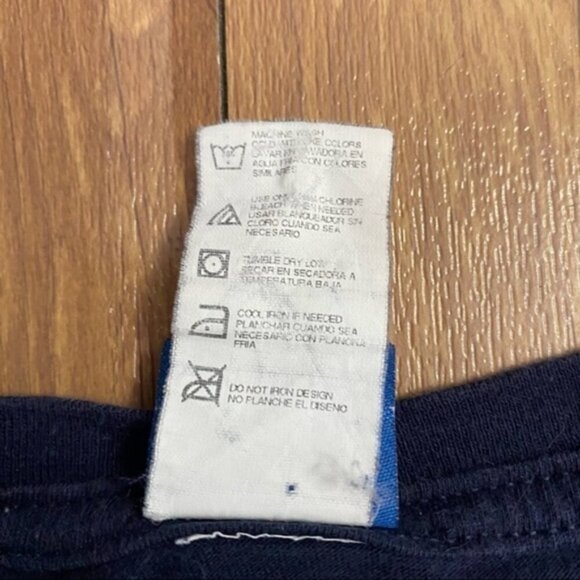 MACHINE WASH
COLD WITH LIKE COLORS
LAVAR EN LAVADORA EN
AGUA FRIA CON COLORES
SIMILARES
USE ONLY NON-CHLORINE
BLEACH WHEN NEEDED
USAR BLANQUEADOR SIN
CLORO CUANDO SEA
NECESARIO
TUMBLE DRY LOW
SECAR EN SECADORA A
TEMPERATURA BAJA
COOL IRON IF NEEDED
PLANCHAR CUANDO SEA
NECESARIO CON PLANCHA
FRIA
DO NOT IRON DESIGN
NO PLANCHE EL DISENO